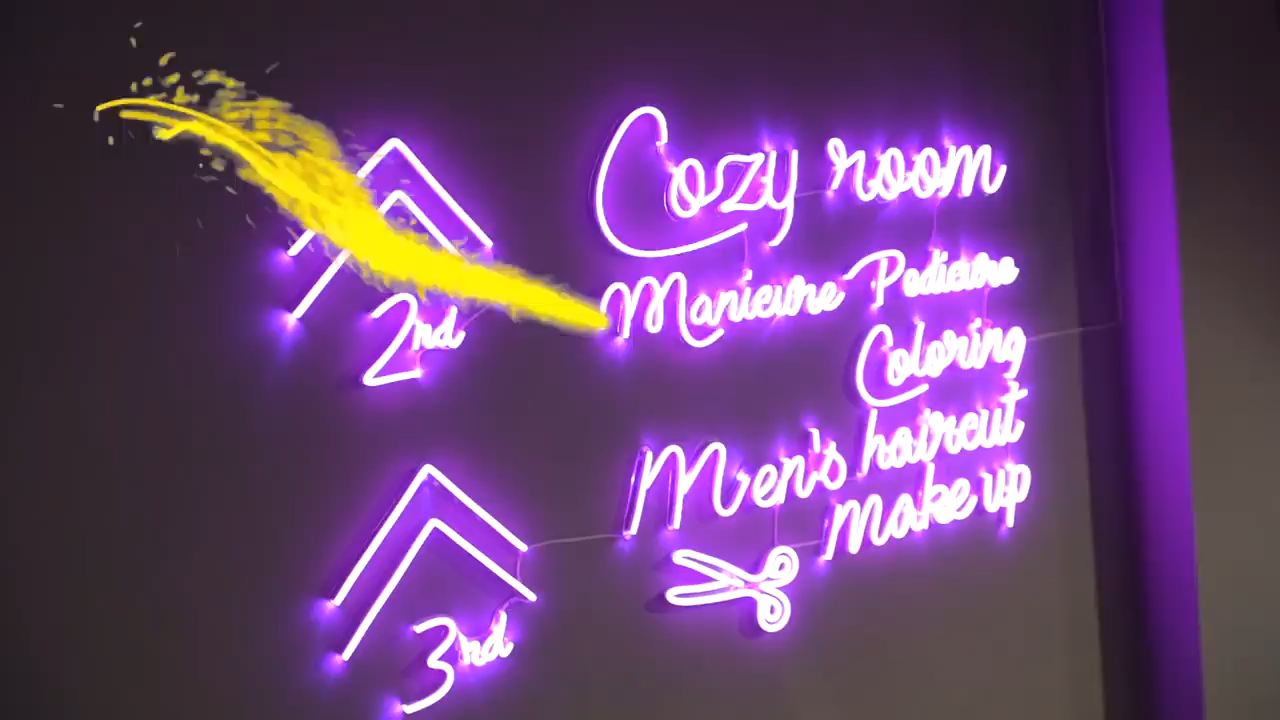 Cozy room
Manicure Pedicure
2nd
Coloring
Men's haircut
make up
3rd